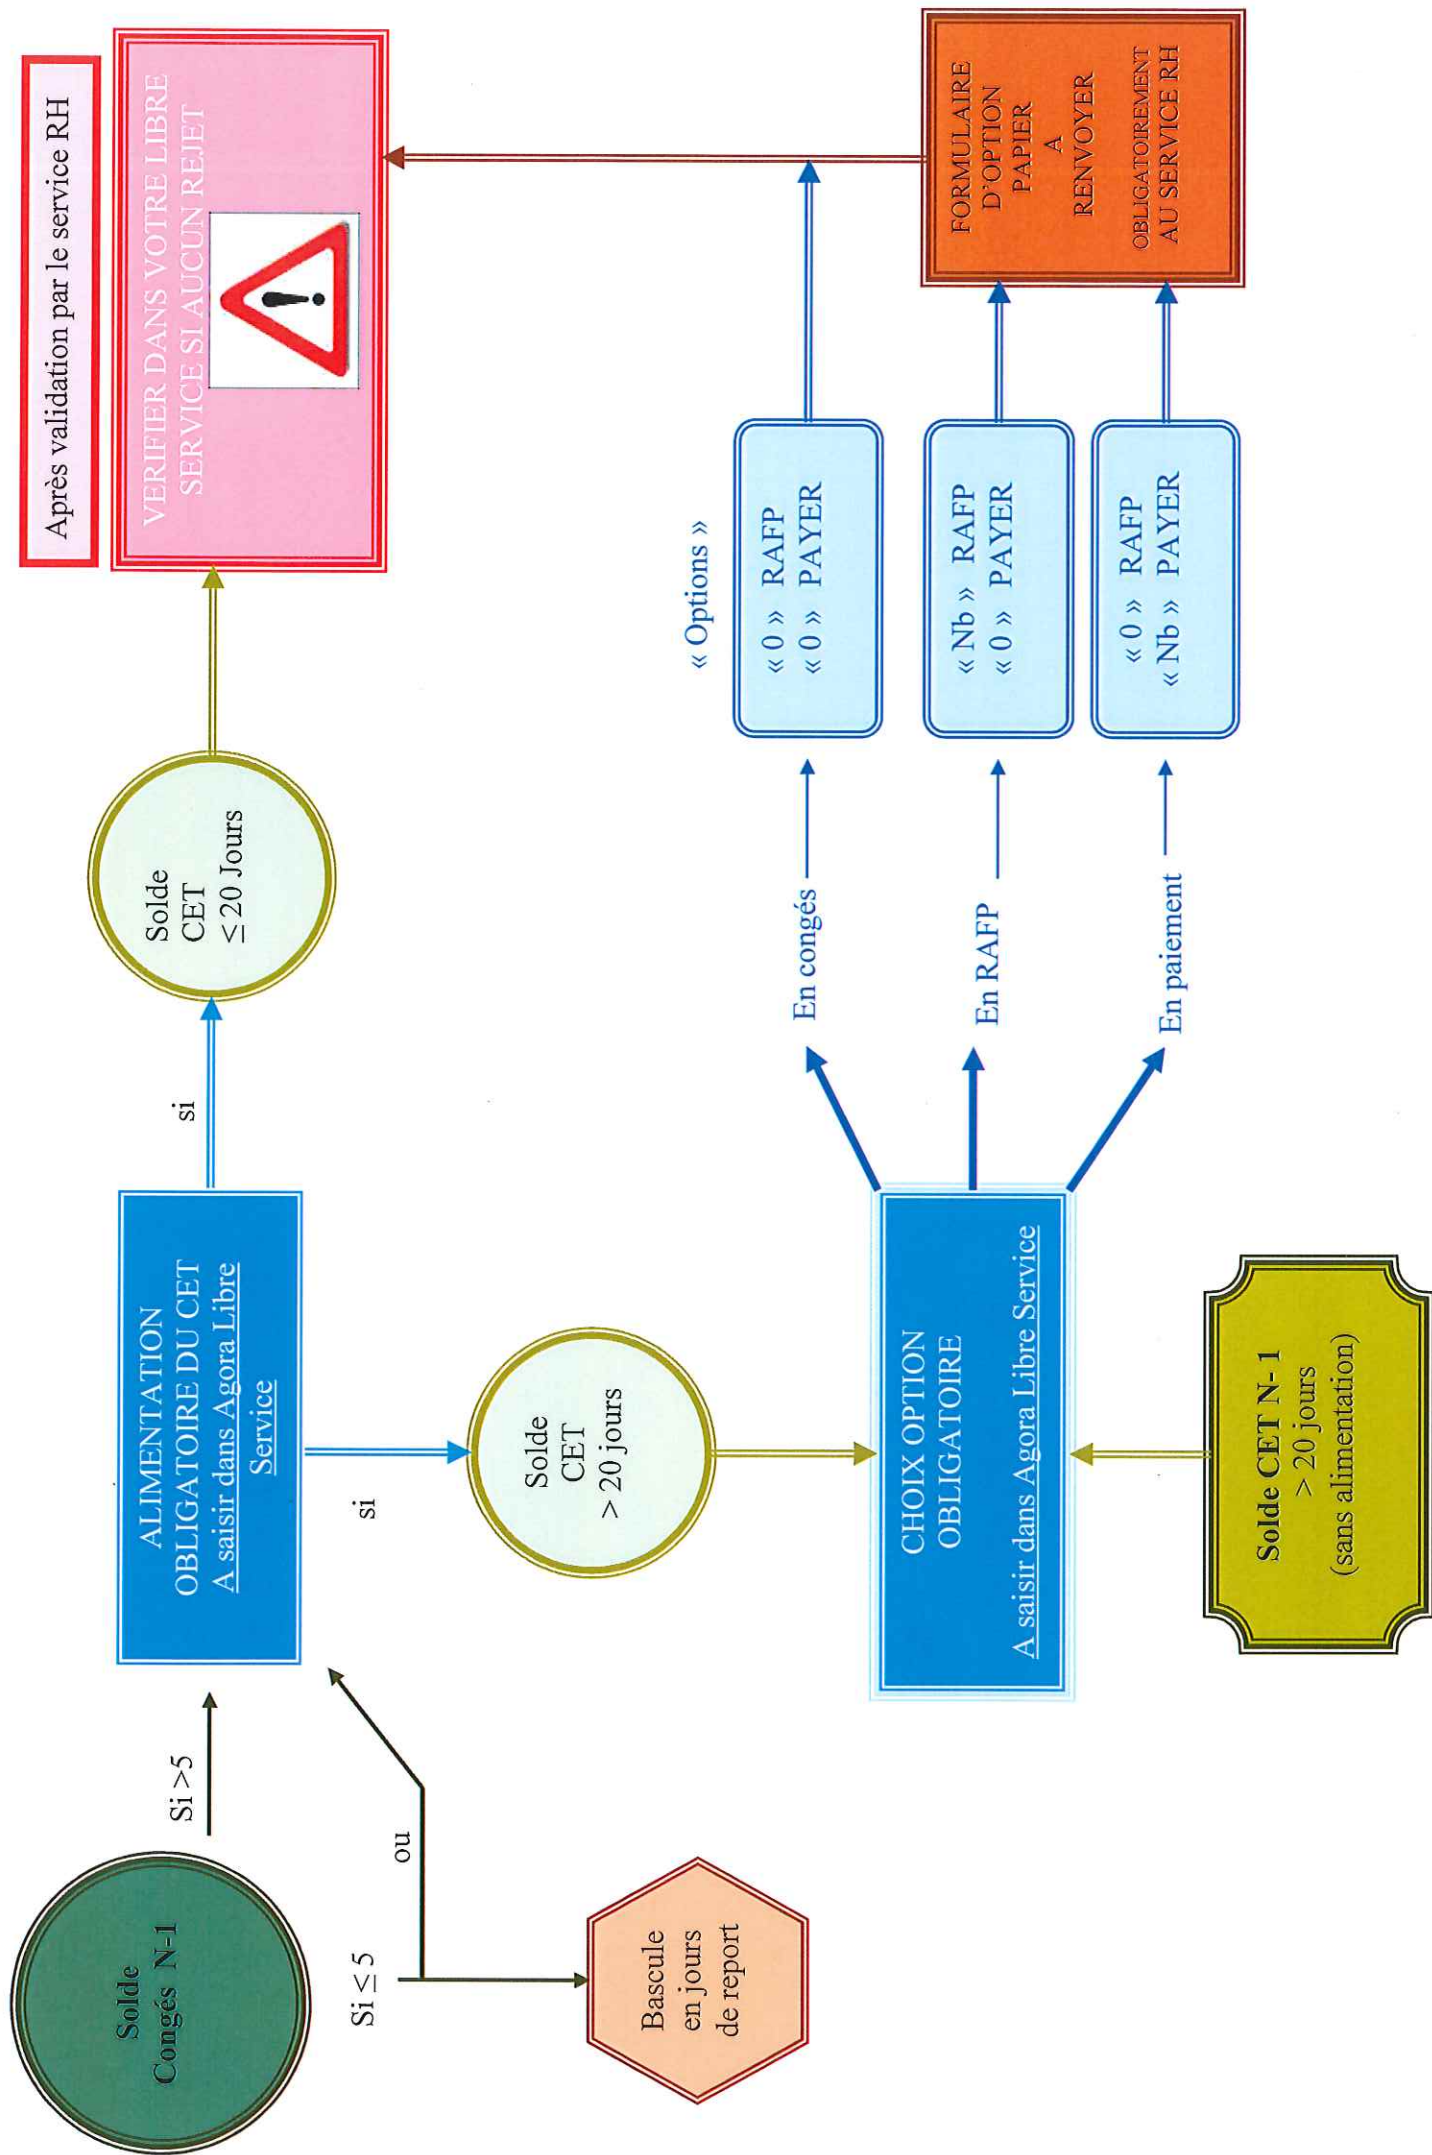 Solde
Congés N-1
Si >5
Si ≤ 5
ou
Bascule
en jours
de report
ALIMENTATION
OBLIGATOIRE DU CET
A saisir dans Agora Libre
Service
si
si
Solde
CET
≤ 20 Jours
Solde
CET
> 20 jours
Après validation par le service RH
VERIFIER DANS VOTRE LIBRE
SERVICE SI AUCUN REJET
CHOIX OPTION
OBLIGATOIRE
A saisir dans Agora Libre Service
Solde CET N- 1
> 20 jours
(sans alimentation)
En congés
En RAFP
En paiement
« Options »
« 0 » RAFP
« 0 » PAYER
« Nb » RAFP
« 0 » PAYER
« 0 » RAFP
« Nb » PAYER
FORMULAIRE
D'OPTION
PAPIER
A
RENVOYER
OBLIGATOIREMENT
AU SERVICE RH